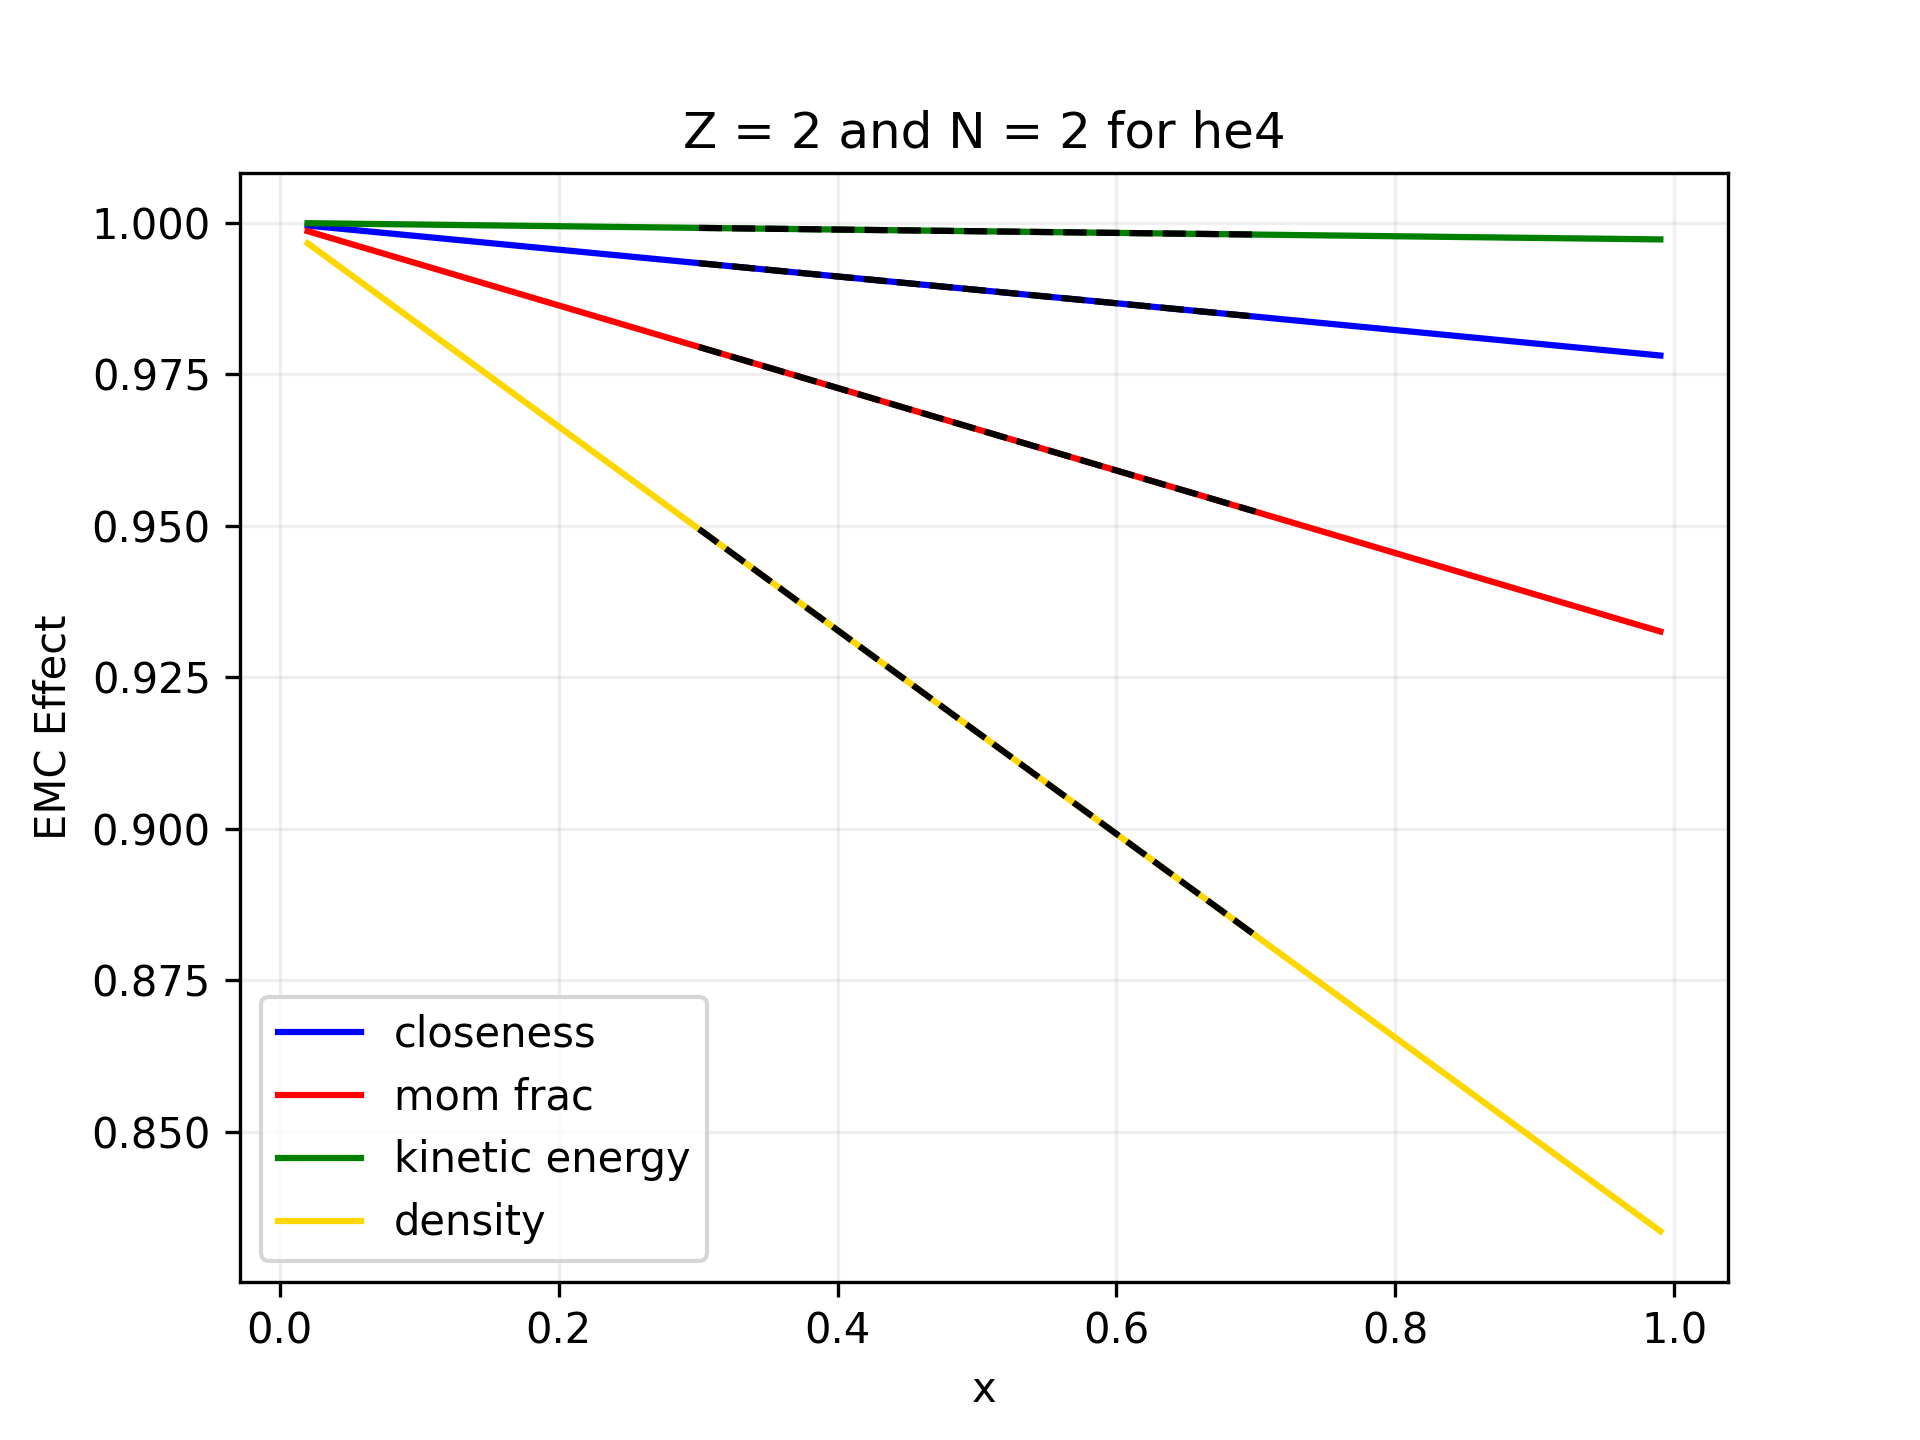 Z = 2 and N = 2 for he4
1.000
0.975
0.950
0.925
0.900
0.875
0.850
EMC Effect
closeness
mom frac
kinetic energy
density
0.0 0.2 0.4 0.6 0.8 1.0
x